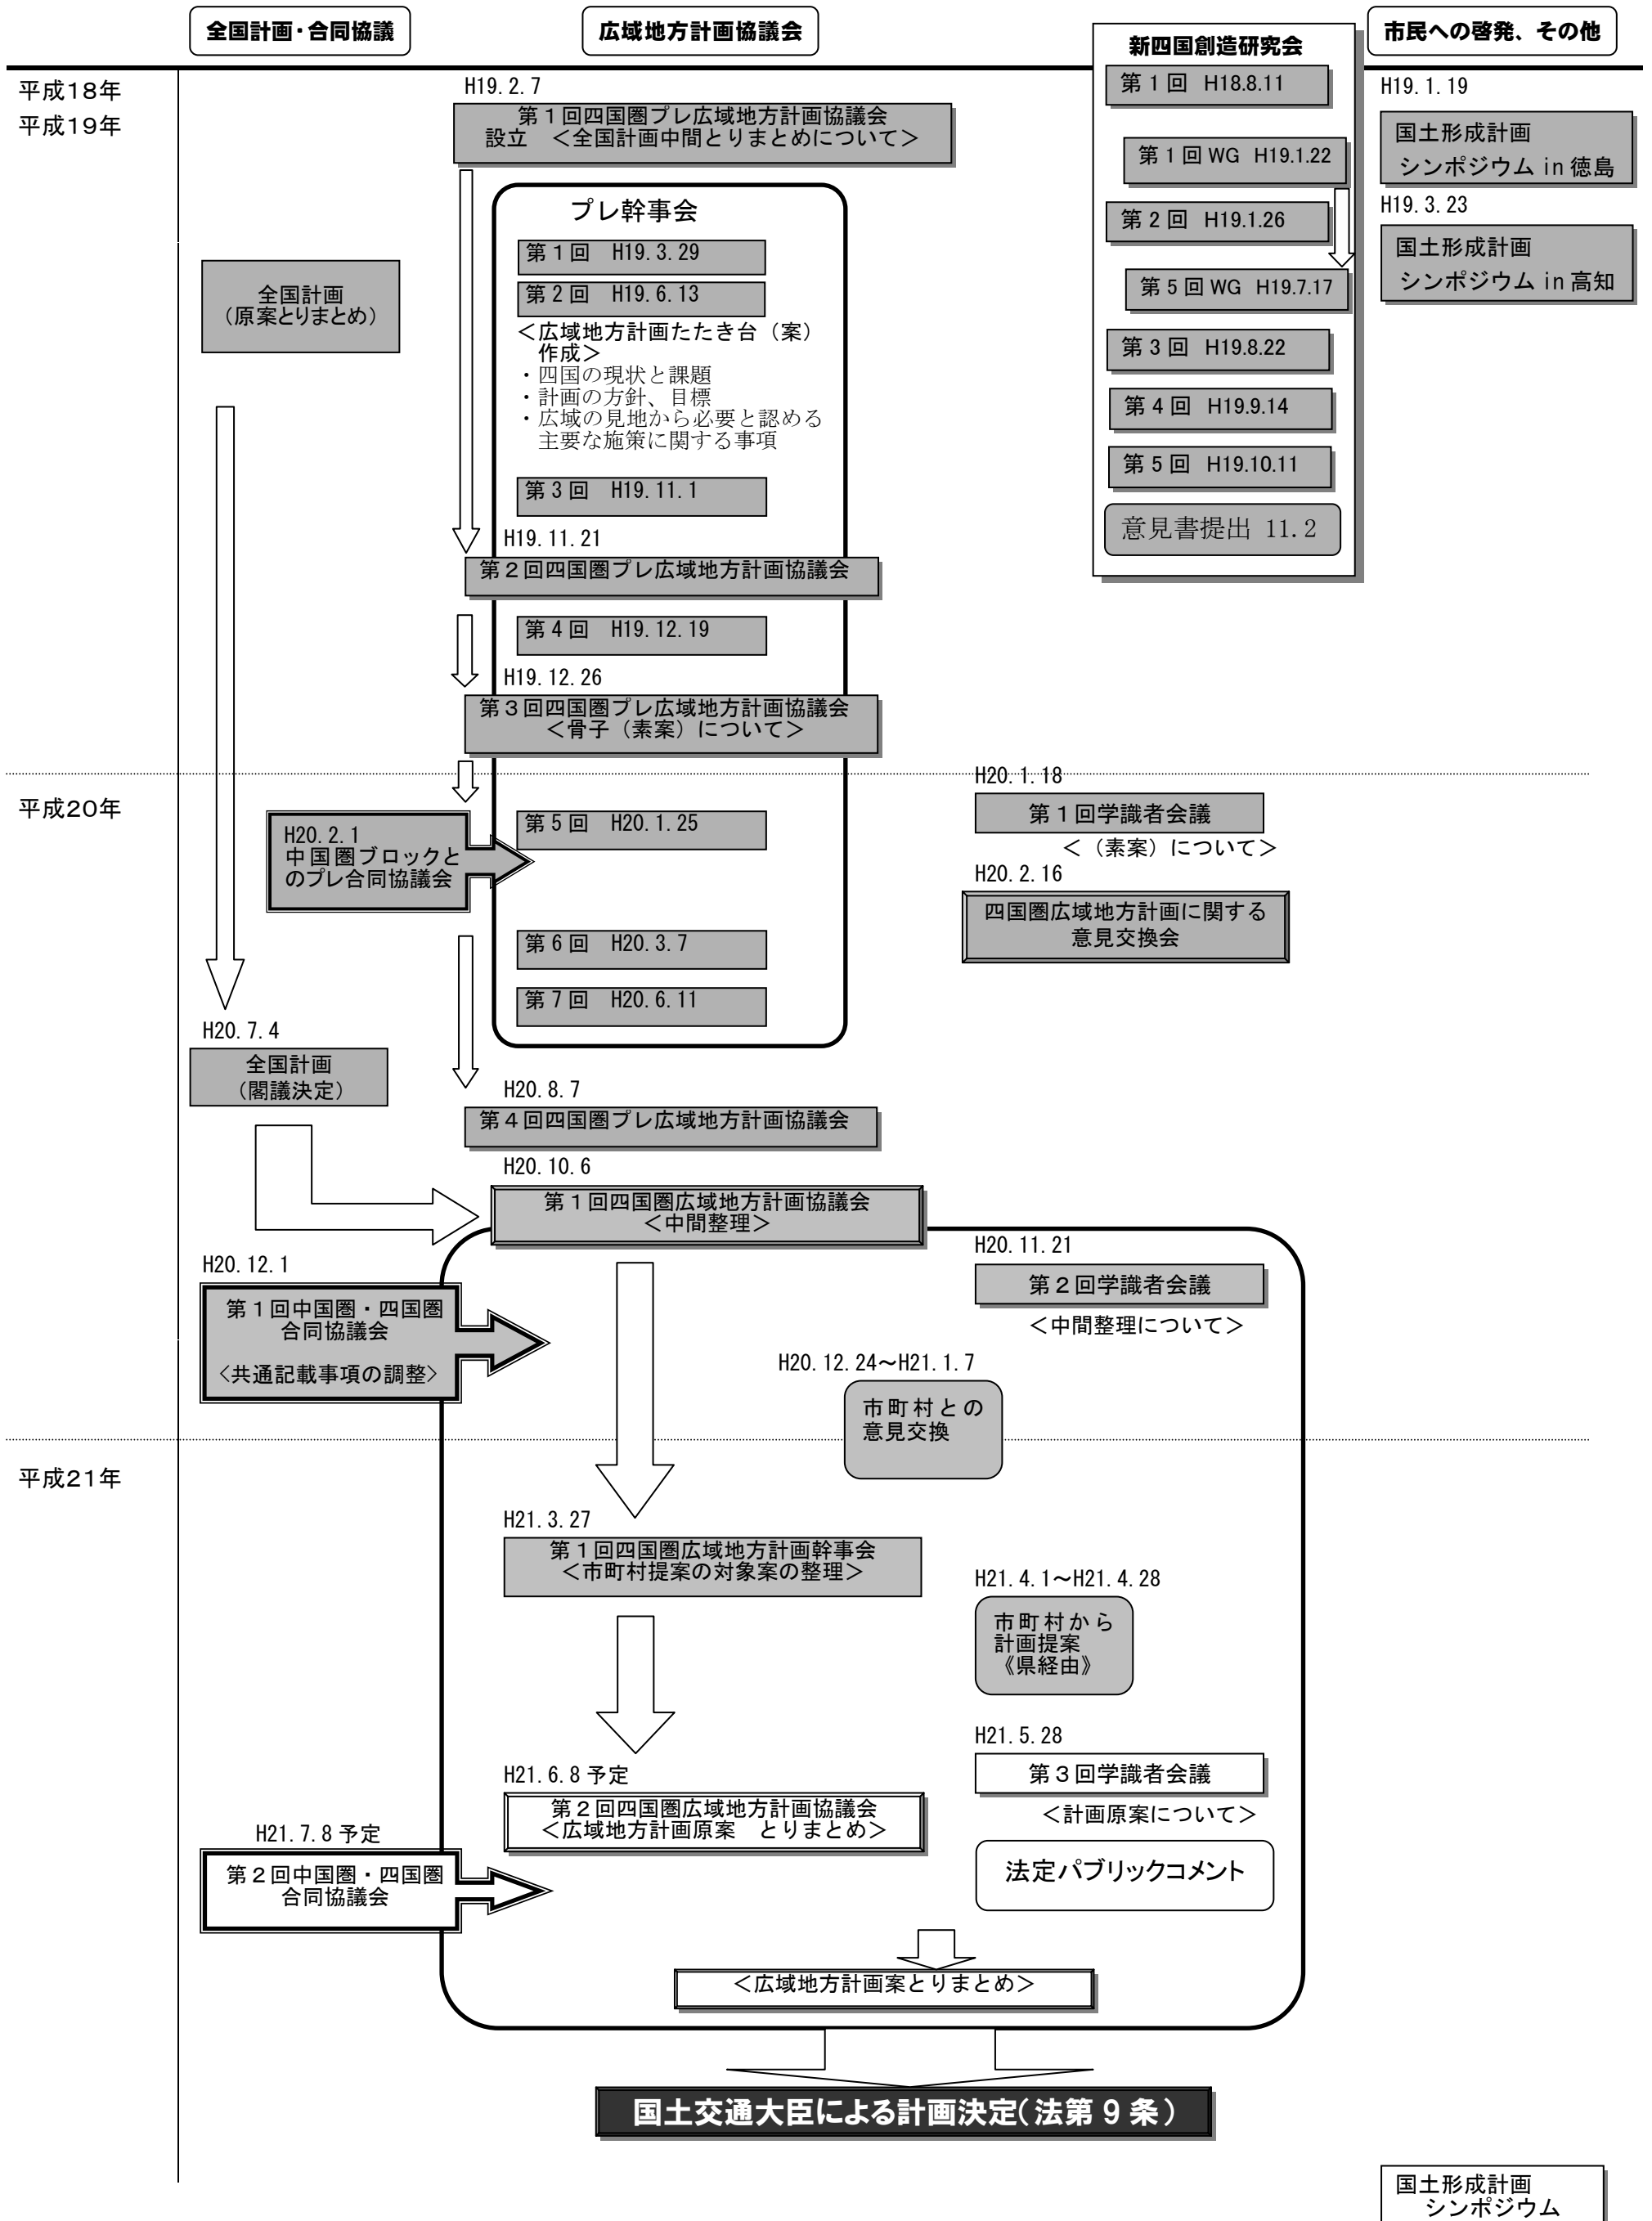 全国計画・合同協議
広域地方計画協議会
新四国創造研究会
市民への啓発、その他
平成18年
平成19年
H19.2.7
第1回四国圏プレ広域地方計画協議会
設立　＜全国計画中間とりまとめについて＞
プレ幹事会
第1回　H19.3.29
第2回　H19.6.13
＜広域地方計画たたき台（案）
作成＞
・四国の現状と課題
・計画の方針、目標
・広域の見地から必要と認める
主要な施策に関する事項
第3回　H19.11.1
H19.11.21
第2回四国圏プレ広域地方計画協議会
第4回　H19.12.19
H19.12.26
第3回四国圏プレ広域地方計画協議会
＜骨子（素案）について＞
第1回　H18.8.11
第1回WG　H19.1.22
第2回　H19.1.26
第5回WG　H19.7.17
第3回　H19.8.22
第4回　H19.9.14
第5回　H19.10.11
意見書提出 11.2
H19.1.19
国土形成計画
シンポジウム in 徳島
H19.3.23
国土形成計画
シンポジウム in 高知
全国計画
（原案とりまとめ）
平成20年
H20.2.1
中国圏ブロックと
のプレ合同協議会
第5回　H20.1.25
第6回　H20.3.7
第7回　H20.6.11
H20.1.18
第1回学識者会議
＜（素案）について＞
H20.2.16
四国圏広域地方計画に関する
意見交換会
H20.7.4
全国計画
（閣議決定）
H20.8.7
第4回四国圏プレ広域地方計画協議会
H20.10.6
第1回四国圏広域地方計画協議会
＜中間整理＞
H20.12.1
第1回中国圏・四国圏
合同協議会
＜共通記載事項の調整＞
H20.11.21
第2回学識者会議
＜中間整理について＞
H20.12.24～H21.1.7
市町村との
意見交換
平成21年
H21.3.27
第1回四国圏広域地方計画幹事会
＜市町村提案の対象案の整理＞
H21.4.1～H21.4.28
市町村から
計画提案
《県経由》
H21.5.28
第3回学識者会議
＜計画原案について＞
H21.6.8 予定
第2回四国圏広域地方計画協議会
＜広域地方計画原案　とりまとめ＞
H21.7.8 予定
第2回中国圏・四国圏
合同協議会
法定パブリックコメント
＜広域地方計画案とりまとめ＞
国土交通大臣による計画決定（法第9条）
国土形成計画
シンポジウム